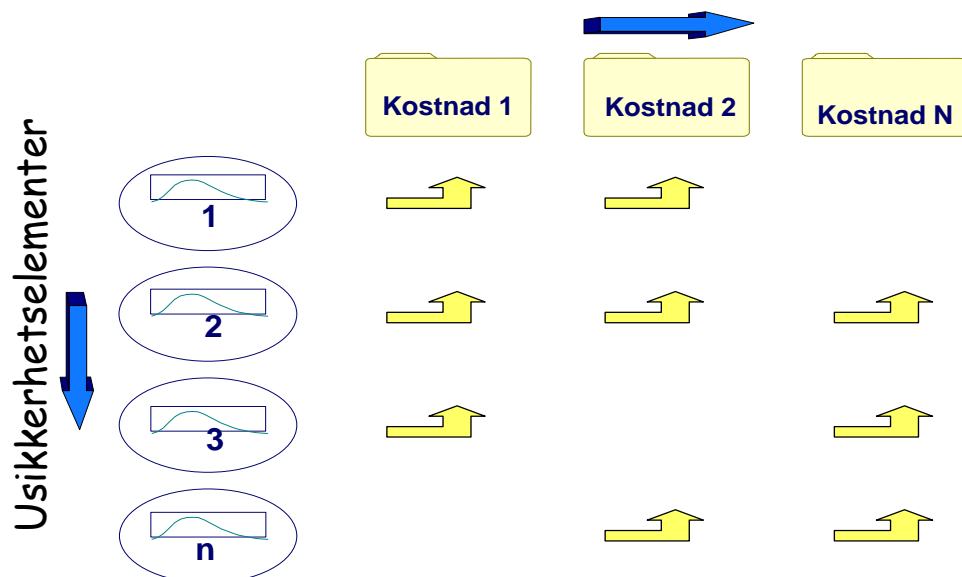 Kostnad 1
Kostnad 2
Kostnad N
Usikkerhetselementer
1
2
3
n